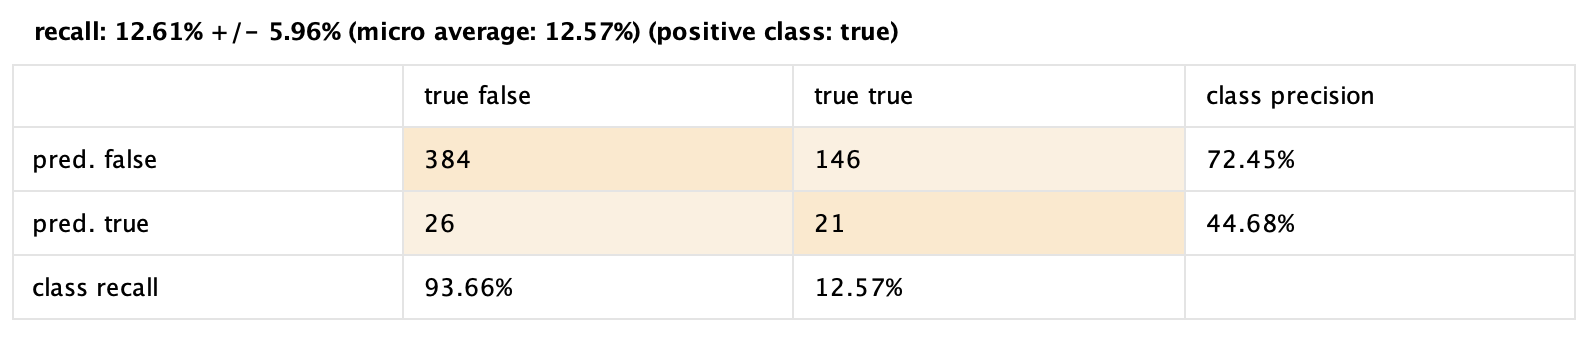 recall: 12.61% +/- 5.96% (micro average: 12.57%) (positive class: true)
true false true true class precision
pred. false 384 146 72.45%
pred. true 26 21 44.68%
class recall 93.66% 12.57%